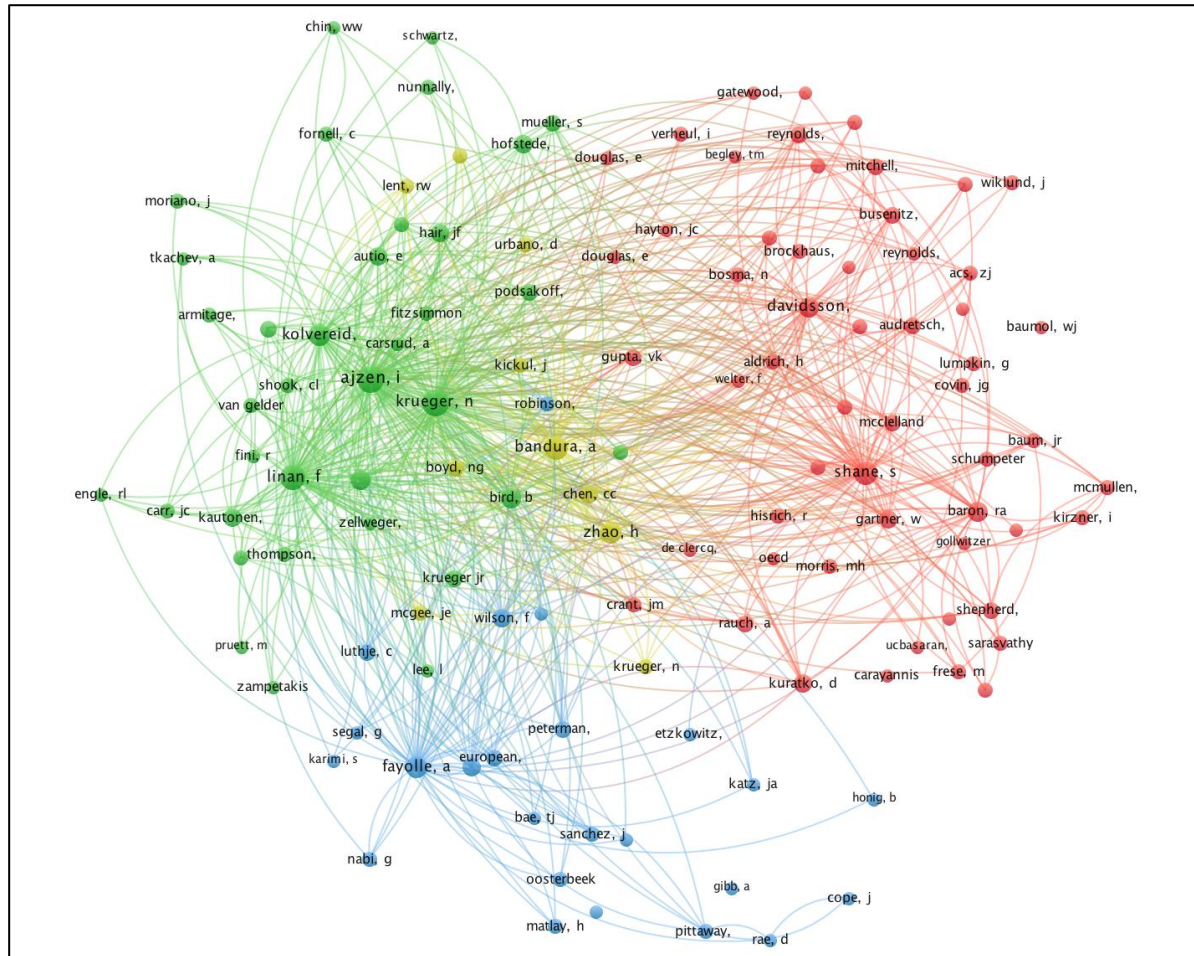 chin, ww
schwartz,
nunnally,
gatewood,
fornell, c
mueller, s
hofstede,
verheul, i
reynolds,
douglas, e
begley, tm
mitchell,
lent, rw
wiklund, j
moriano, j
busenitz,
hair, jf
hayton, jc
urbano, d
brockhaus,
reynolds,
tkachev, a
autio, e
douglas, e
bosma, n
acs, zj
podsakoff,
armitage,
fitzsimmon
davidsson,
kolvereid,
audretsch,
baumol, wj
carsrud, a
gupta, vk
aldrich, h
kickul, j
lumpkin, g
ajzen, i
welter, f
shook, cl
covin, jg
krueger, n
robinson,
van gelder
mcclelland
bandura, a
baum, jr
fini, r
boyd, ng
schumpeter
linan, f
shane, s
mcmullen,
engle, rl
chen, cc
bird, b
carr, jc
kautonen,
zellweger,
hisrich, r
gartner, w
baron, ra
kirzner, i
zhao, h
gollwitzer
thompson,
de clercq,
oecd
morris, mh
krueger jr
crant, jm
mcgee, je
wilson, f
rauch, a
shepherd,
pruett, m
luthje, c
ucbasaran,
sarasvathy
lee, l
krueger, n
zampetakis
kuratko, d
carayannis
frese, m
segal, g
peterman,
etzkowitz,
karimi, s
fayolle, a
european,
katz, ja
honig, b
bae, tj
sanchez, j
nabi, g
oosterbeek
gibb, a
cope, j
matlay, h
pittaway,
rae, d